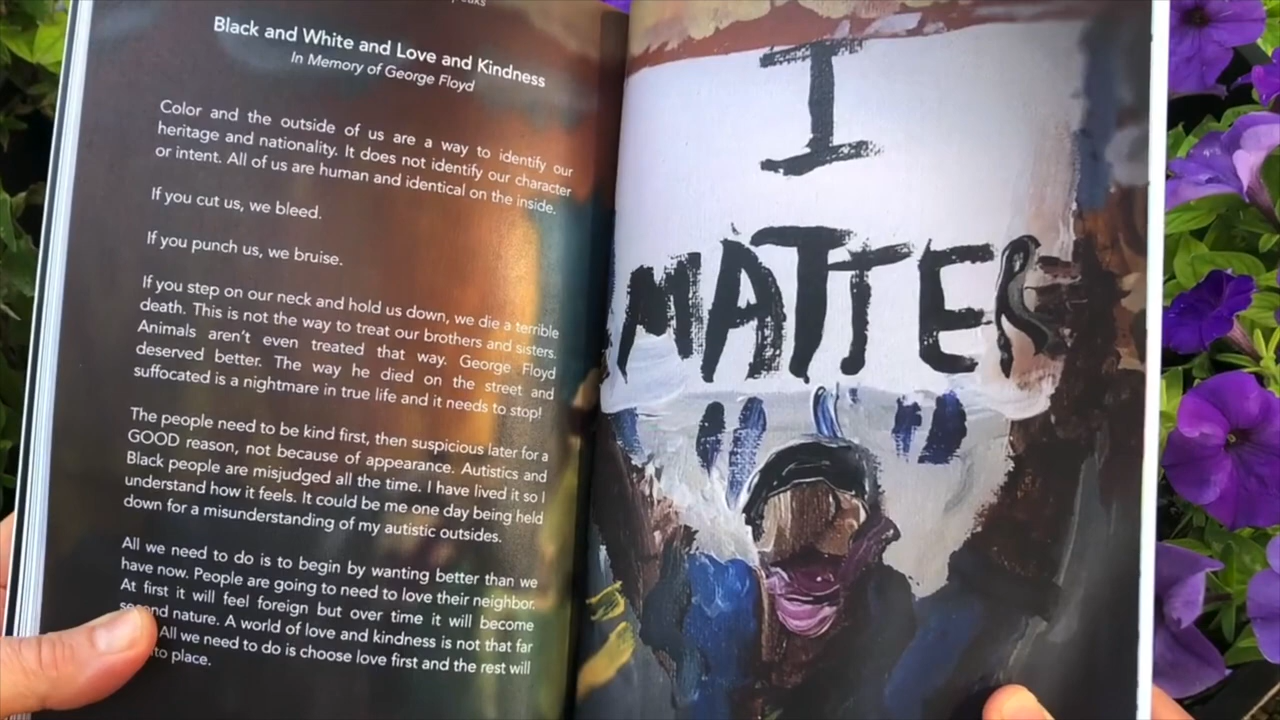 Black and White and Love and Kindness
In Memory of George Floyd
Color and the outside of us are a way to identify our
heritage and nationality. It does not identify our character
or intent. All of us are human and identical on the inside.
If you cut us, we bleed.
If you punch us, we bruise.
If you step on our neck and hold us down, we die a terrible
death. This is not the way to treat our brothers and sisters.
Animals aren't even treated that way. George Floyd
deserved better. The way he died on the street and
suffocated is a nightmare in true life and it needs to stop!
The people need to be kind first, then suspicious later for a
GOOD reason, not because of appearance. Autistics and
Black people are misjudged all the time. I have lived it so I
understand how it feels. It could be me one day being held
down for a misunderstanding of my autistic outsides.
All we need to do is to begin by wanting better than we
have now. People are going to need to love their neighbor.
At first it will feel foreign but over time it will become
second nature. A world of love and kindness is not that far
All we need to do is choose love first and the rest will
place.
I
MATTER